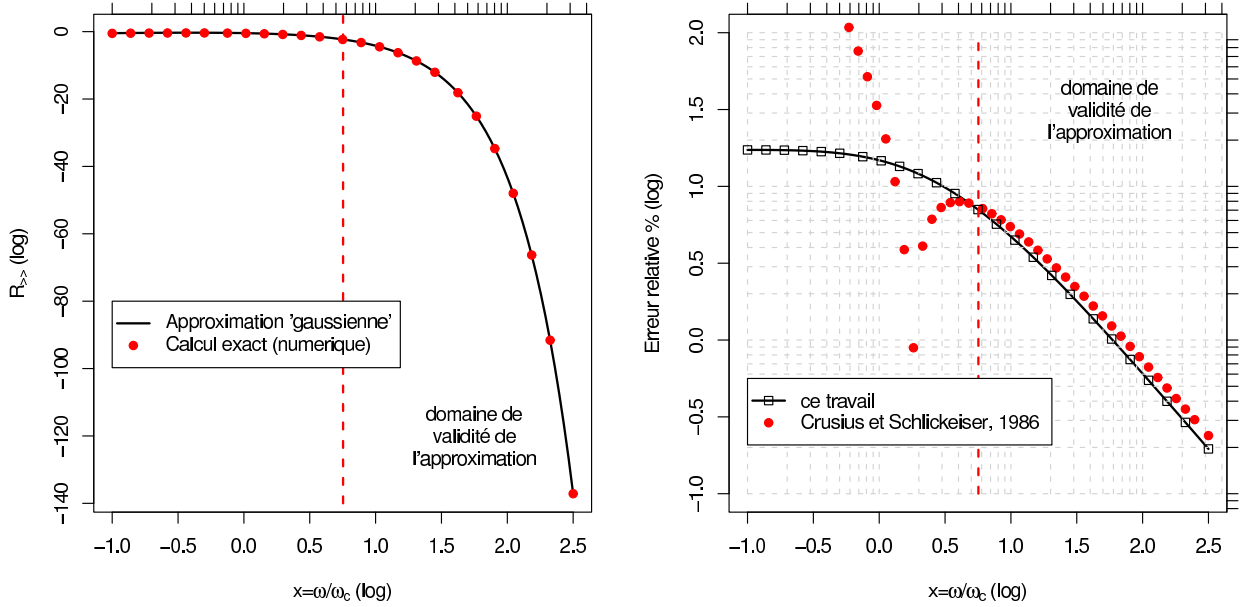 R>>> (log)
0
−20
−40
−60
−80
−100
−120
−140
Approximation 'gaussienne'
Calcul exact (numerique)
domaine de
validité de
l'approximation
−1.0 −0.5 0.0 0.5 1.0 1.5 2.0 2.5
x=ω/ωc (log)
Erreur relative % (log)
2.0
1.5
1.0
0.5
0.0
−0.5
−1.0
domaine de
validité de
l'approximation
ce travail
Crusius et Schlickeiser, 1986
−1.0 −0.5 0.0 0.5 1.0 1.5 2.0 2.5
x=ω/ωc (log)